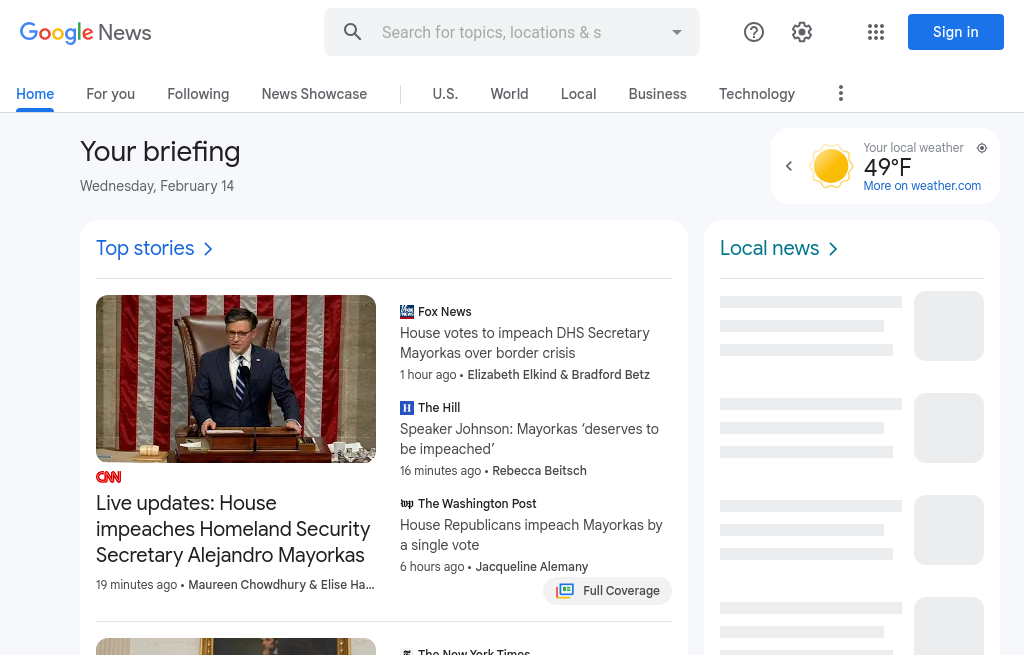 Google News
Search for topics, locations & s
Sign in
Home
For you
Following
News Showcase
U.S.
World
Local
Business
Technology
Your briefing
Wednesday, February 14
Your local weather
49°F
More on weather.com
Top stories
CNN
Live updates: House
impeaches Homeland Security
Secretary Alejandro Mayorkas
19 minutes ago • Maureen Chowdhury & Elise Ha...
Fox News
House votes to impeach DHS Secretary
Mayorkas over border crisis
1 hour ago • Elizabeth Elkind & Bradford Betz
H The Hill
Speaker Johnson: Mayorkas ‘deserves to
be impeached’
16 minutes ago • Rebecca Beitsch
wp The Washington Post
House Republicans impeach Mayorkas by
a single vote
6 hours ago • Jacqueline Alemany
Full Coverage
The New York Times
Local news